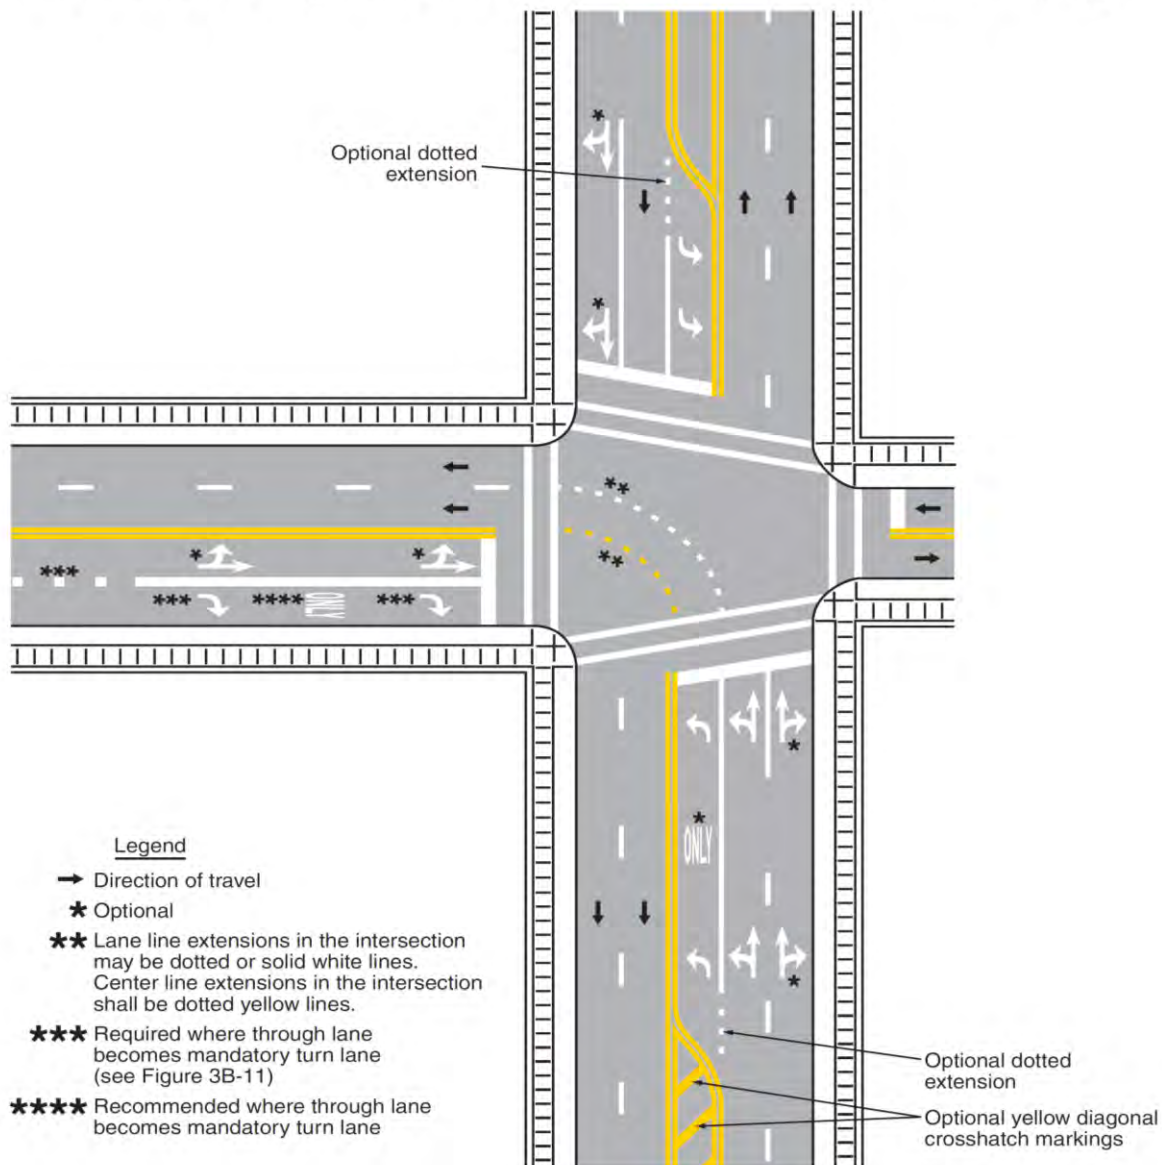 Optional dotted
extension
***
**
**
*
*
***
****
ONLY
***
*
*
*
ONLY
*
*
Legend
Direction of travel
* Optional
** Lane line extensions in the intersection
may be dotted or solid white lines.
Center line extensions in the intersection
shall be dotted yellow lines.
*** Required where through lane
becomes mandatory turn lane
(see Figure 3B-11)
**** Recommended where through lane
becomes mandatory turn lane
Optional dotted
extension
Optional yellow diagonal
crosshatch markings